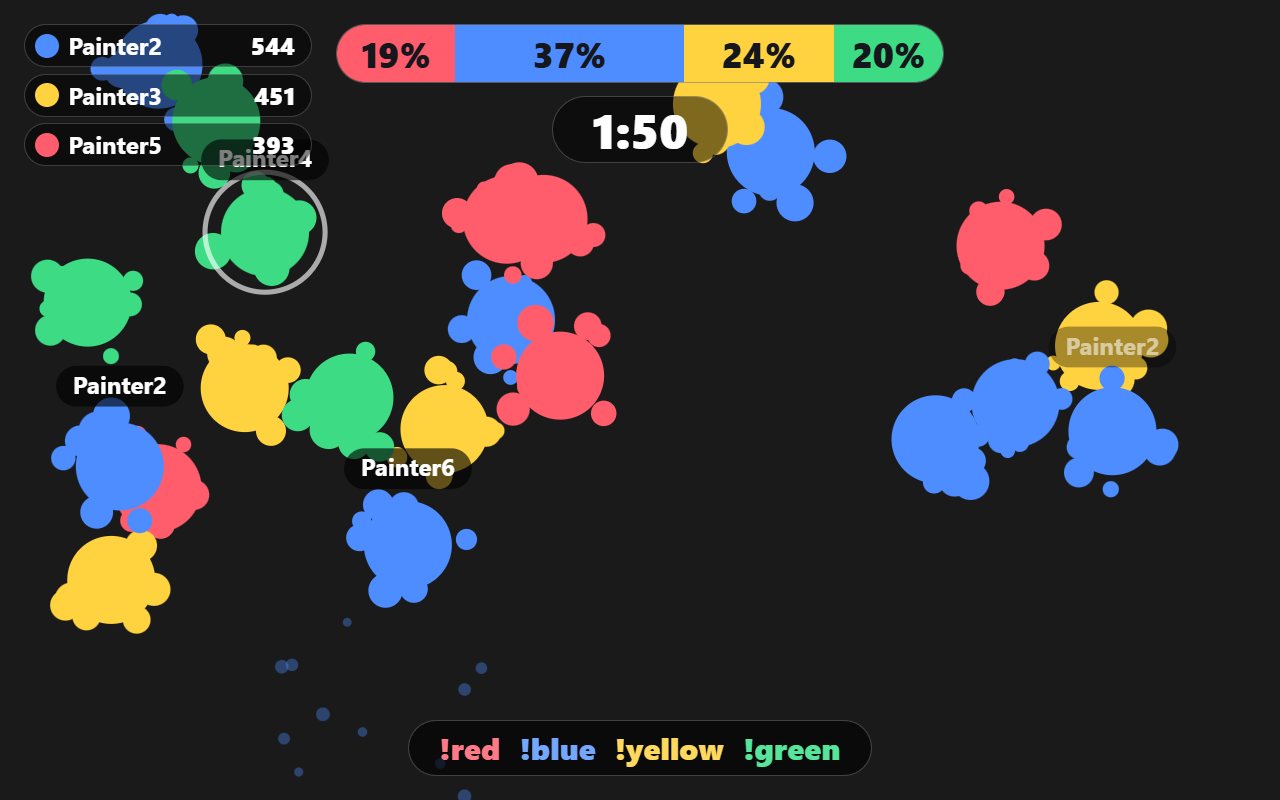 Painter2 544
Painter3 451
Painter5 393
19% 37% 24% 20%
1:50
Painter4
Painter2
Painter2
Painter6
!red !blue !yellow !green